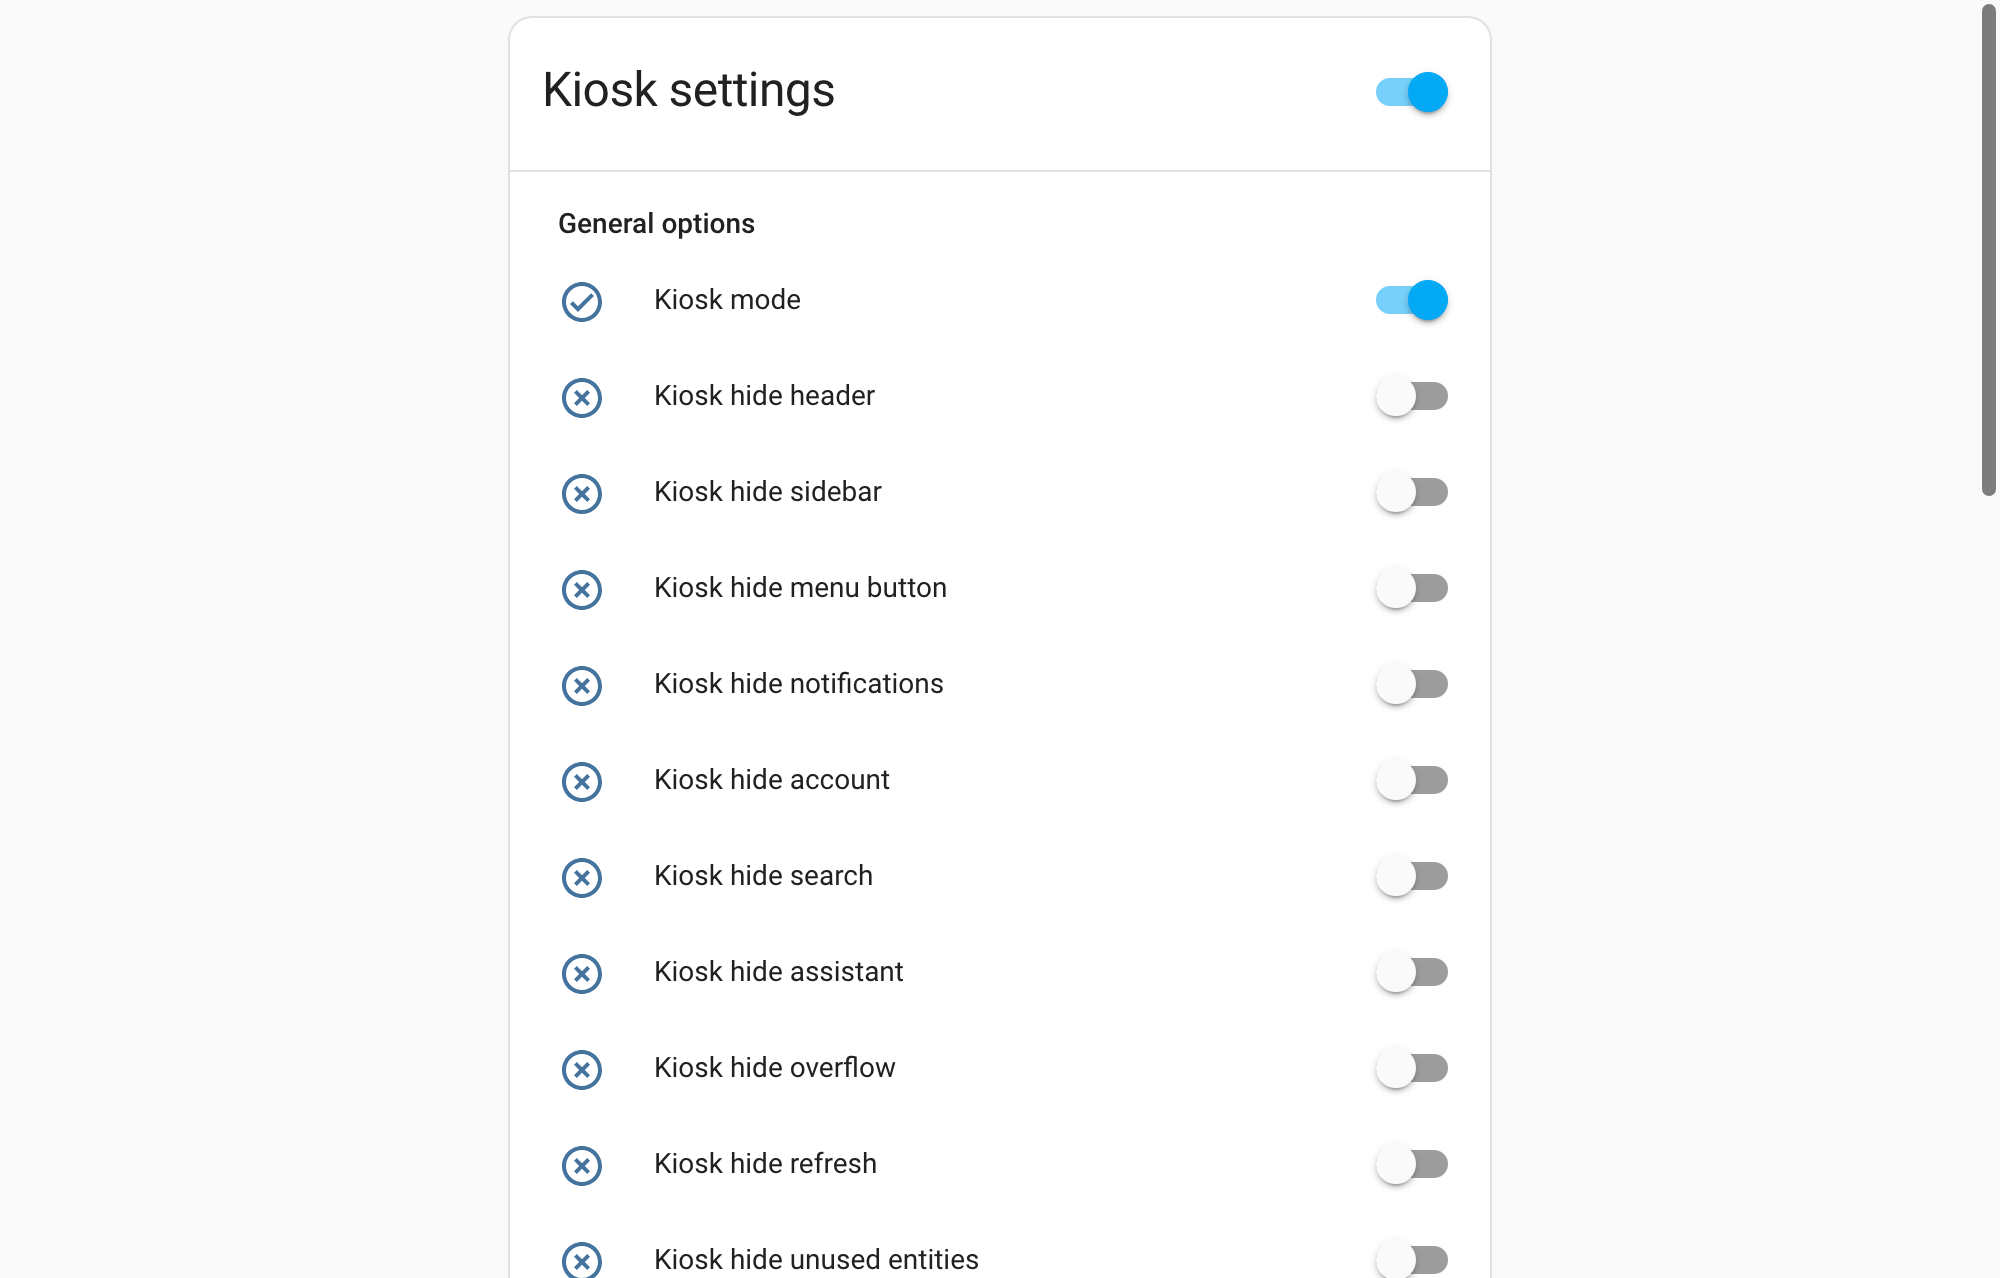 Kiosk settings
General options
Kiosk mode
Kiosk hide header
Kiosk hide sidebar
Kiosk hide menu button
Kiosk hide notifications
Kiosk hide account
Kiosk hide search
Kiosk hide assistant
Kiosk hide overflow
Kiosk hide refresh
Kiosk hide unused entities